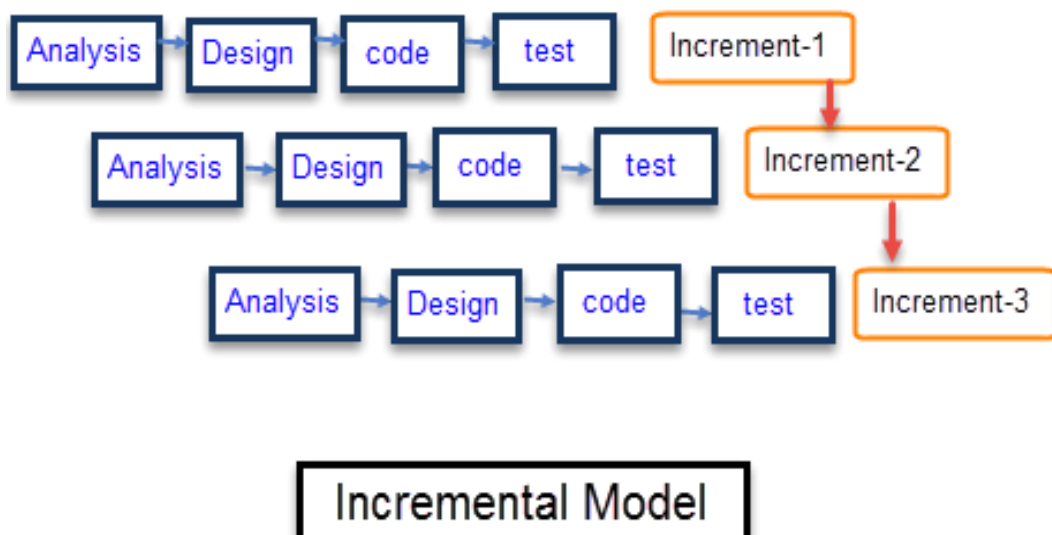 Analysis Design code test Increment-1
Analysis Design code test Increment-2
Analysis Design code test Increment-3
Incremental Model